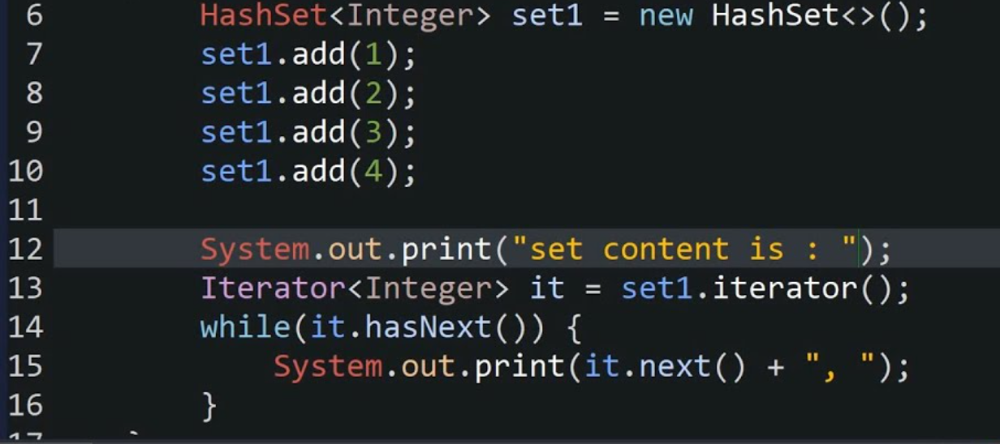 6 HashSet<Integer> set1 = new HashSet<>();
7 set1.add(1);
8 set1.add(2);
9 set1.add(3);
10 set1.add(4);
11
12 System.out.print("set content is : ");
13 Iterator<Integer> it = set1.iterator();
14 while(it.hasNext()) {
15 System.out.print(it.next() + ", ");
16 }
17